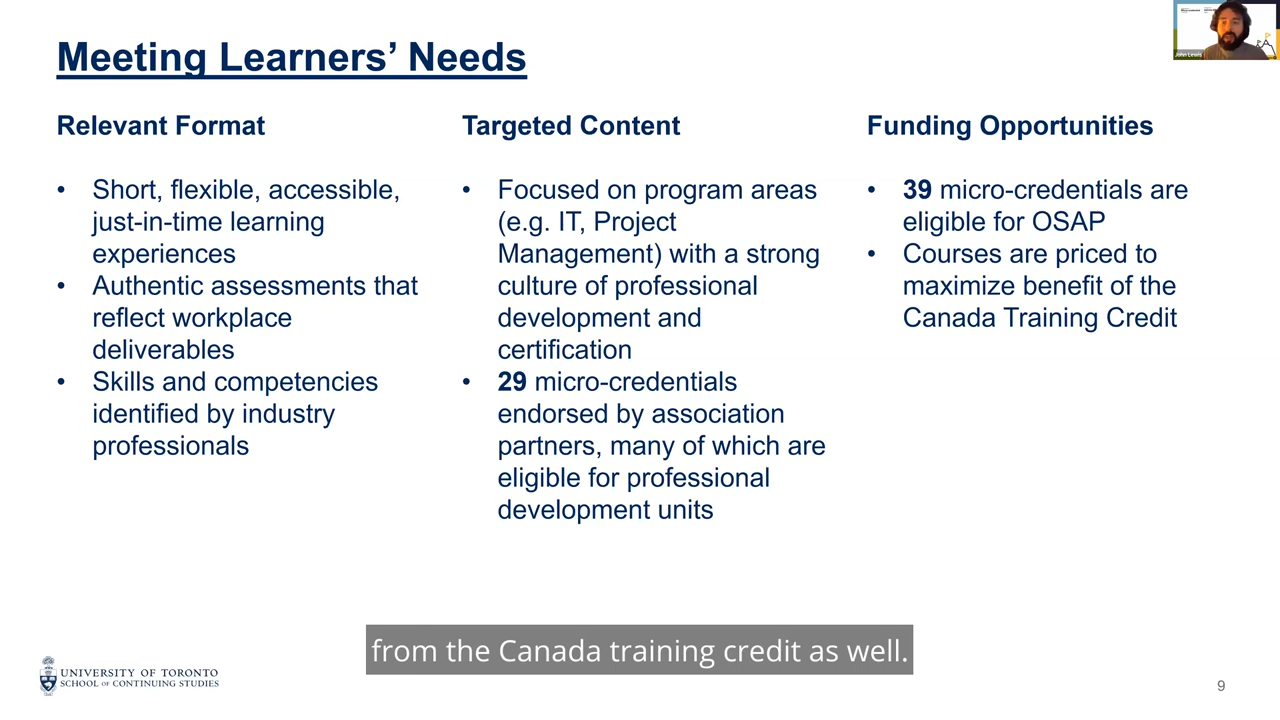 Meeting Learners’ Needs
Relevant Format
• Short, flexible, accessible,
just-in-time learning
experiences
• Authentic assessments that
reflect workplace
deliverables
• Skills and competencies
identified by industry
professionals
Targeted Content
• Focused on program areas
(e.g. IT, Project
Management) with a strong
culture of professional
development and
certification
• 29 micro-credentials
endorsed by association
partners, many of which are
eligible for professional
development units
Funding Opportunities
• 39 micro-credentials are
eligible for OSAP
• Courses are priced to
maximize benefit of the
Canada Training Credit
John Lewis
from the Canada training credit as well.
UNIVERSITY OF TORONTO
SCHOOL OF CONTINUING STUDIES
9